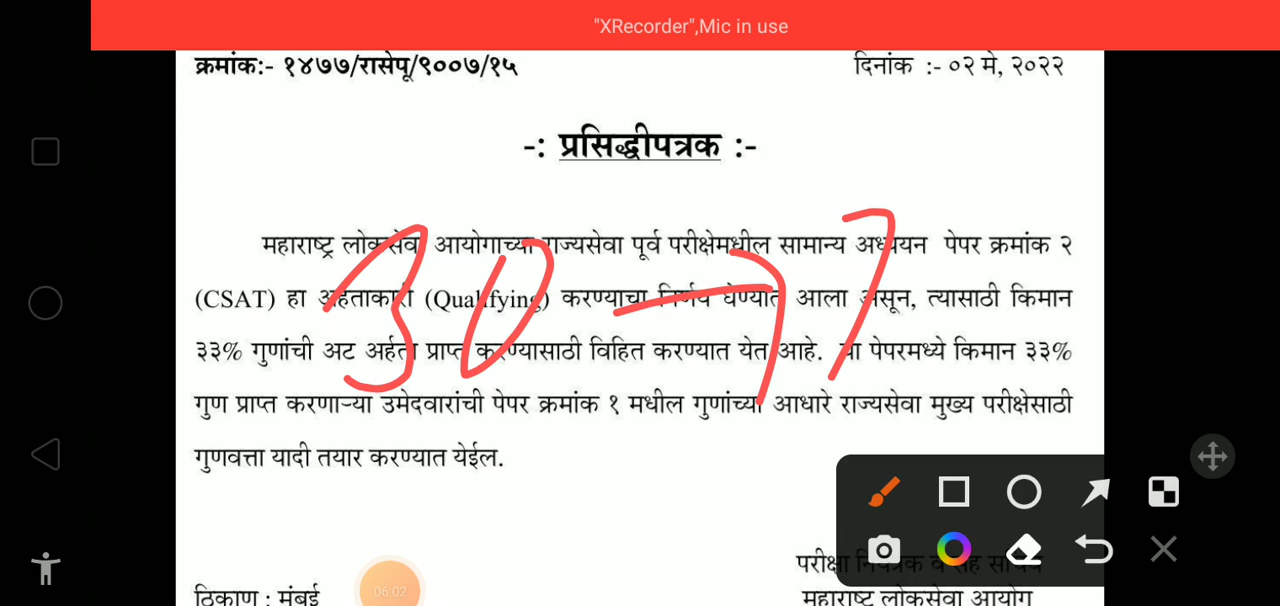 "XRecorder",Mic in use
क्रमांक:- १४७७/रासेपू/९००७/१५
दिनांक :- ०२ मे, २०२२
-: प्रसिद्धीपत्रक :-
महाराष्ट्र लोकसेवा आयोगाच्या राज्यसेवा पूर्व परीक्षेमधील सामान्य अध्ययन पेपर क्रमांक २
(CSAT) हा अर्हताकारी (Qualifying) करण्याचा निर्णय घेण्यात आला असून, त्यासाठी किमान
३३% गुणांची अट अर्हता प्राप्त करण्यासाठी विहित करण्यात येत आहे. या पेपरमध्ये किमान ३३%
गुण प्राप्त करणाऱ्या उमेदवारांची पेपर क्रमांक १ मधील गुणांच्या आधारे राज्यसेवा मुख्य परीक्षेसाठी
गुणवत्ता यादी तयार करण्यात येईल.
30
परीक्षा नियंत्रक व सह सचिव
ठिकाण : मुंबई
महाराष्ट्र लोकसेवा आयोग
06:02